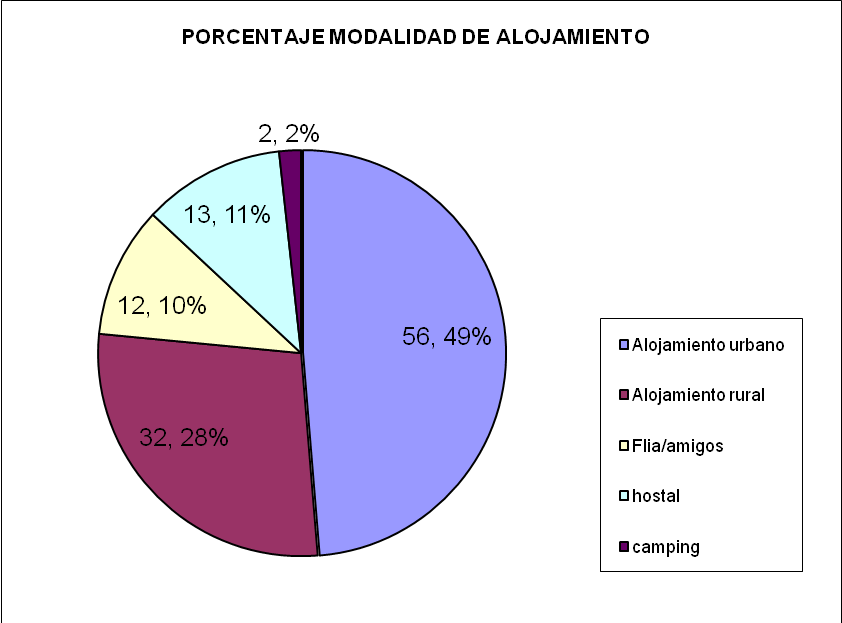 PORCENTAJE MODALIDAD DE ALOJAMIENTO
2, 2%
13, 11%
12, 10%
56, 49%
32, 28%
Alojamiento urbano
Alojamiento rural
Flia/amigos
hostal
camping